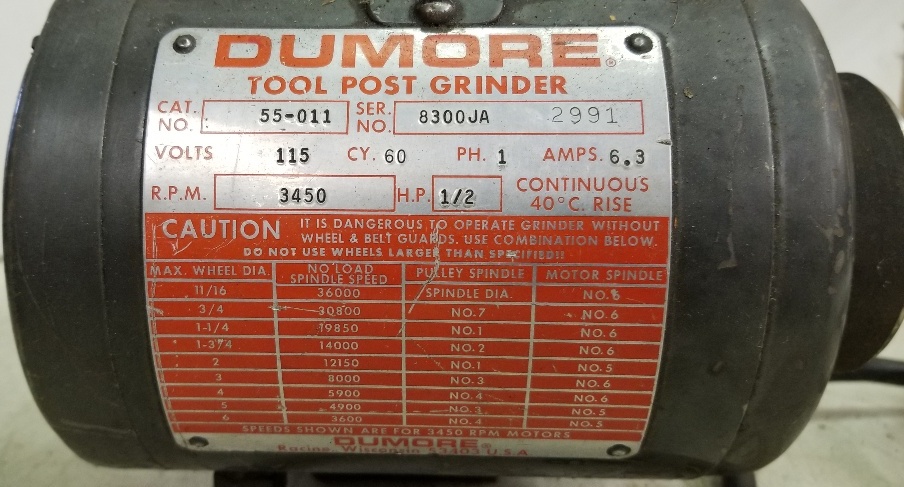 DUMORE®
TOOL POST GRINDER
CAT. NO. 55-011 SER. NO. 8300JA 2991
VOLTS 115 CY. 60 PH. 1 AMPS. 6.3
R.P.M. 3450 H.P. 1/2 CONTINUOUS 40°C. RISE
CAUTION IT IS DANGEROUS TO OPERATE GRINDER WITHOUT
WHEEL & BELT GUARDS. USE COMBINATION BELOW.
DO NOT USE WHEELS LARGER THAN SPECIFIED!!
MAX. WHEEL DIA. NO LOAD SPINDLE SPEED PULLEY SPINDLE MOTOR SPINDLE
11/16 36000 SPINDLE DIA. NO. 6
3/4 30800 NO. 7 NO. 6
1-1/4 19850 NO. 1 NO. 6
1-3/4 14000 NO. 2 NO. 6
2 12150 NO. 1 NO. 5
3 8000 NO. 3 NO. 6
4 5900 NO. 4 NO. 6
5 4900 NO. 3 NO. 5
6 3600 NO. 4 NO. 5
SPEEDS SHOWN ARE FOR 3450 RPM MOTORS
DUMORE®
Racine, Wisconsin 53403 U.S.A.